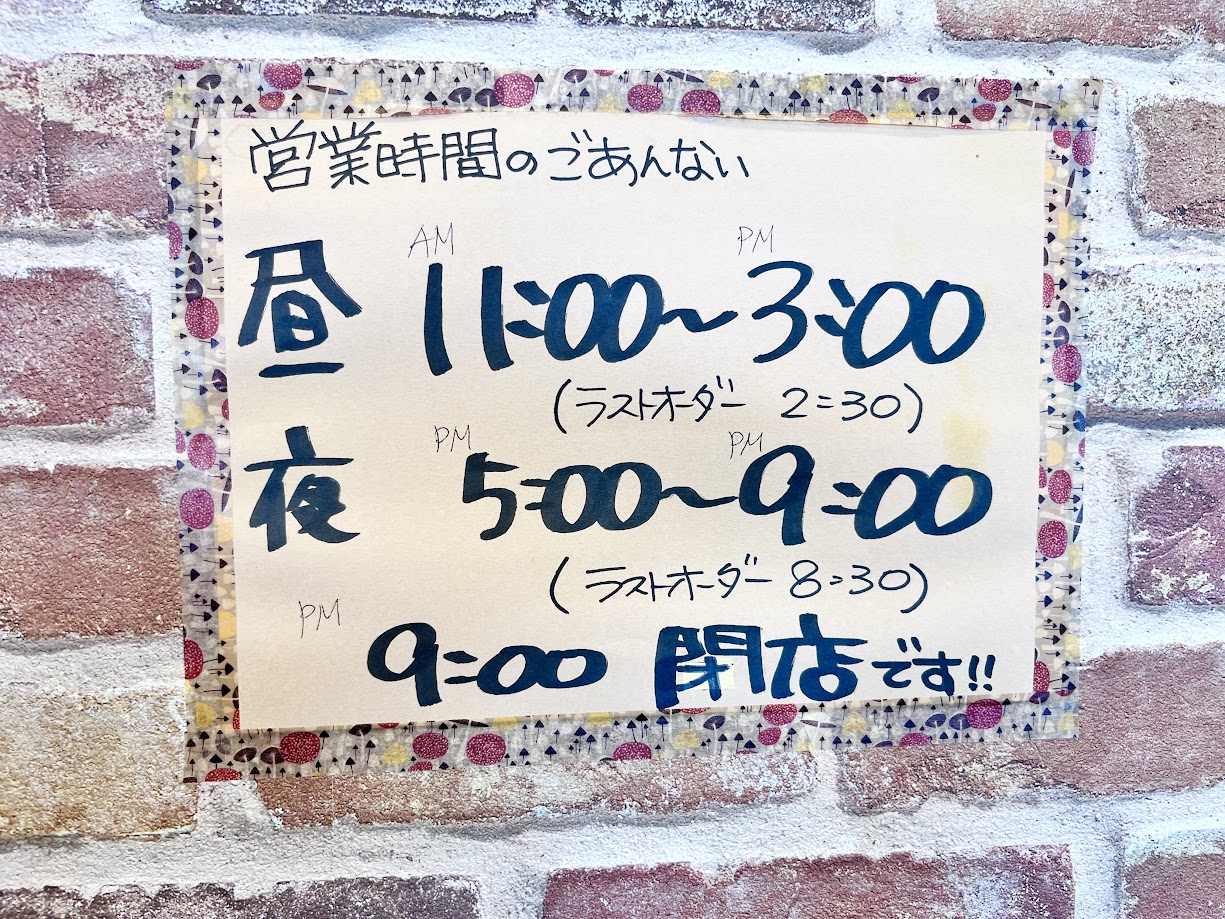 営業時間のごあんない
AM PM
昼 11:00〜3:00
(ラストオーダー 2:30)
PM PM
夜 5:00〜9:00
(ラストオーダー 8:30)
PM
9:00 閉店です!!